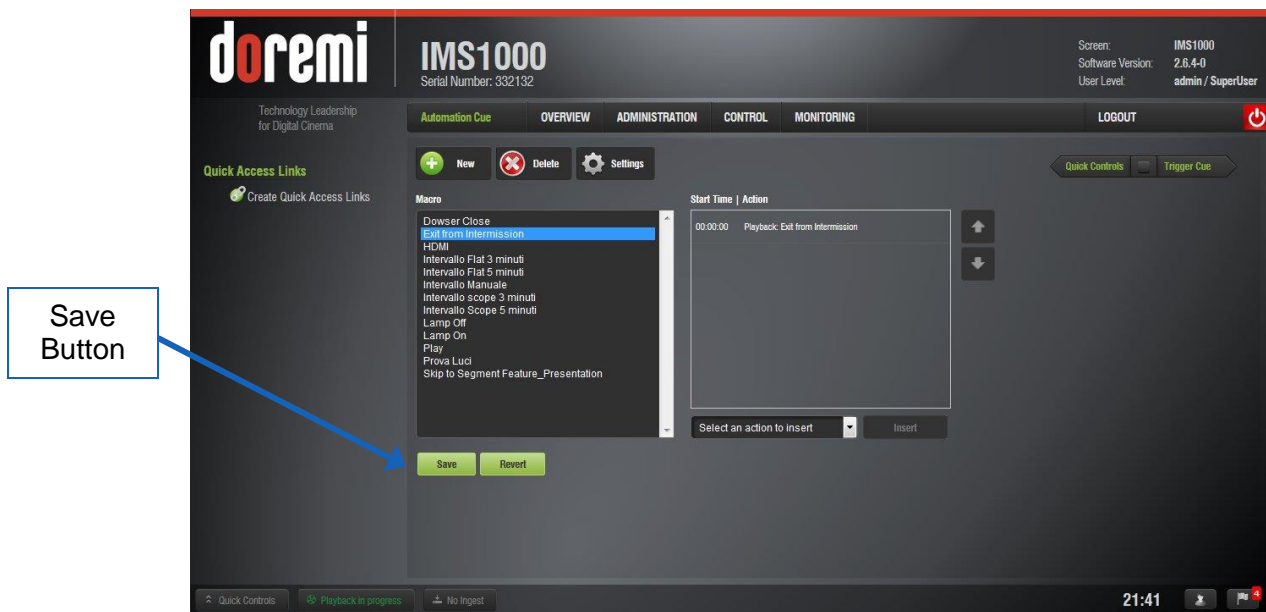 doremi
Technology Leadership
for Digital Cinema
IMS1000
Serial Number: 332132
Screen: IMS1000
Software Version: 2.6.4-0
User Level: admin / SuperUser
Automation Cue OVERVIEW ADMINISTRATION CONTROL MONITORING LOGOUT
Quick Access Links
Create Quick Access Links
New Delete Settings
Quick Controls Trigger Cue
Macro
Dowser Close
Exit from Intermission
HDMI
Intervallo Flat 3 minuti
Intervallo Flat 5 minuti
Intervallo Manuale
Intervallo scope 3 minuti
Intervallo Scope 5 minuti
Lamp Off
Lamp On
Play
Prova Luci
Skip to Segment Feature_Presentation
Start Time | Action
00:00:00 Playback: Exit from Intermission
Select an action to insert Insert
Save Revert
Save
Button
Quick Controls Playback in progress No Ingest 21:41 4